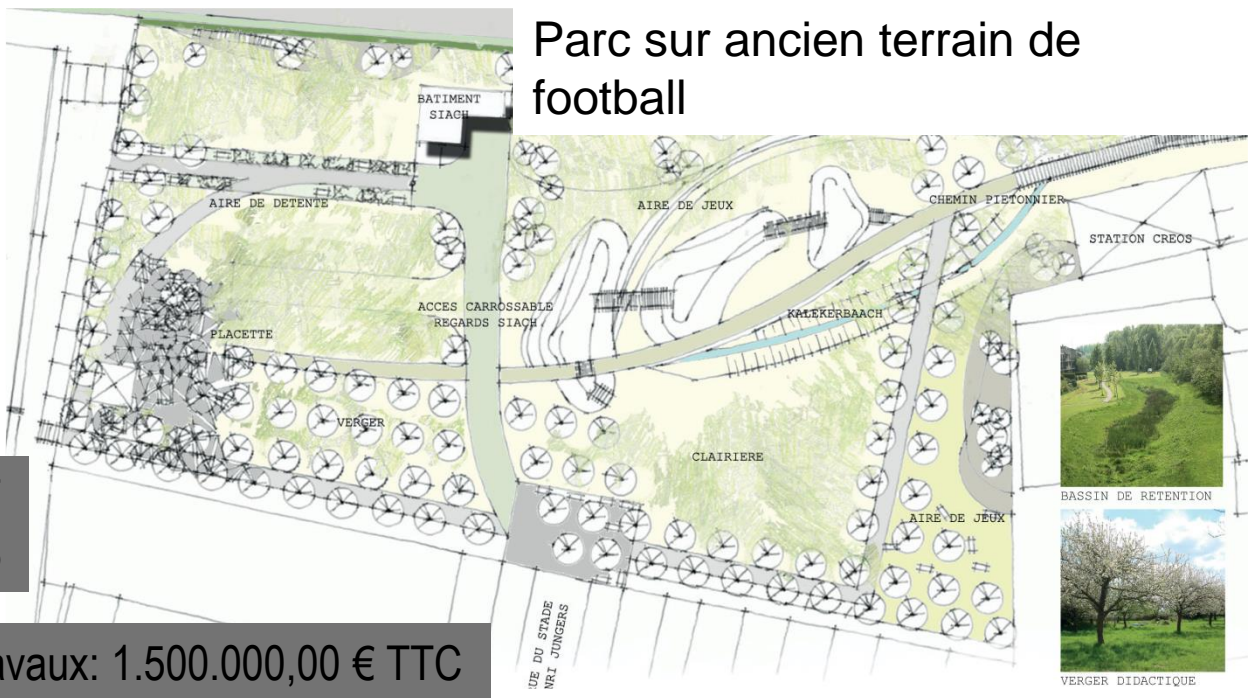 Parc sur ancien terrain de
football
BATIMENT
SIACH
AIRE DE DETENTE
AIRE DE JEUX
CHEMIN PIETONNIER
STATION CREOS
ACCES CARROSSABLE
REGARDS SIACH
KALEKERBAACH
PLACETTE
VERGER
CLAIRIERE
BASSIN DE RETENTION
AIRE DE JEUX
VERGER DIDACTIQUE
UE DU STADE
NRI JUNGERS
avaux: 1.500.000,00 € TTC